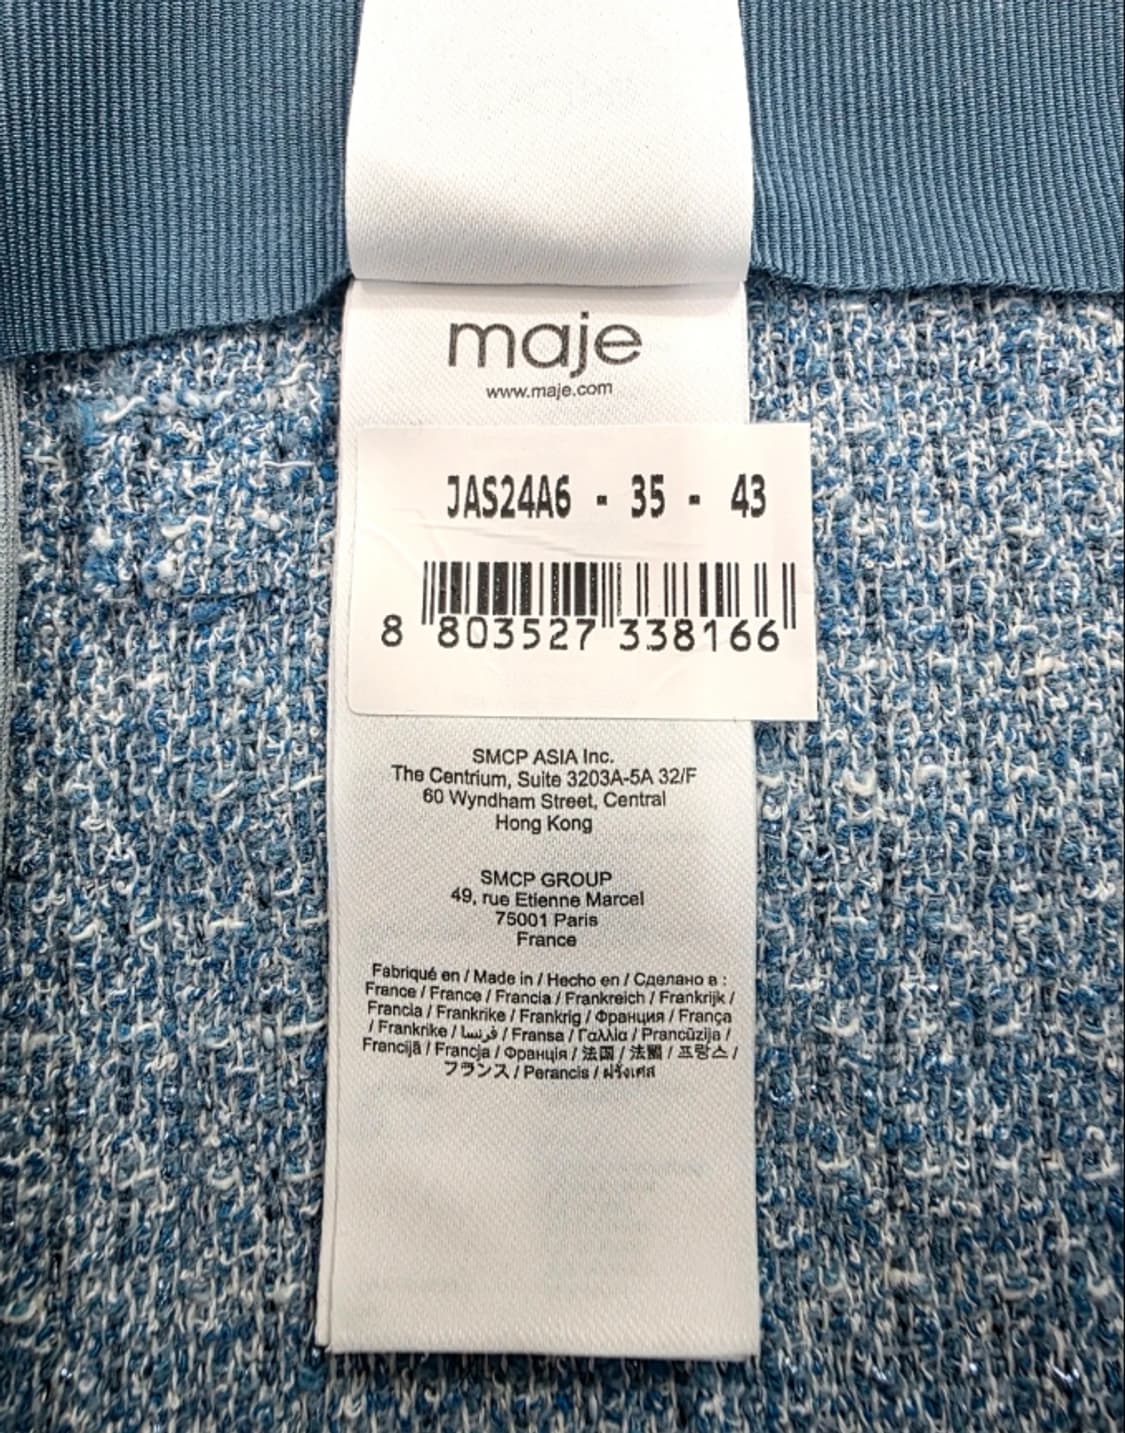 maje
www.maje.com
JAS24A6 - 35 - 43
8 803527 338166
SMCP ASIA Inc.
The Centrium, Suite 3203A-5A 32/F
60 Wyndham Street, Central
Hong Kong
SMCP GROUP
49, rue Etienne Marcel
75001 Paris
France
Fabriqué en / Made in / Hecho en / Сделано в :
France / France / Francia / Frankreich / Frankrijk /
Francia / Frankrike / Frankrig / Франция / França
/ Frankrike / فرنسا / Fransa / Γαλλία / Prancūzija /
Francijā / Francja / Франція / 法国 / 法國 / 프랑스 /
フランス / Perancis / ฝรั่งเศส